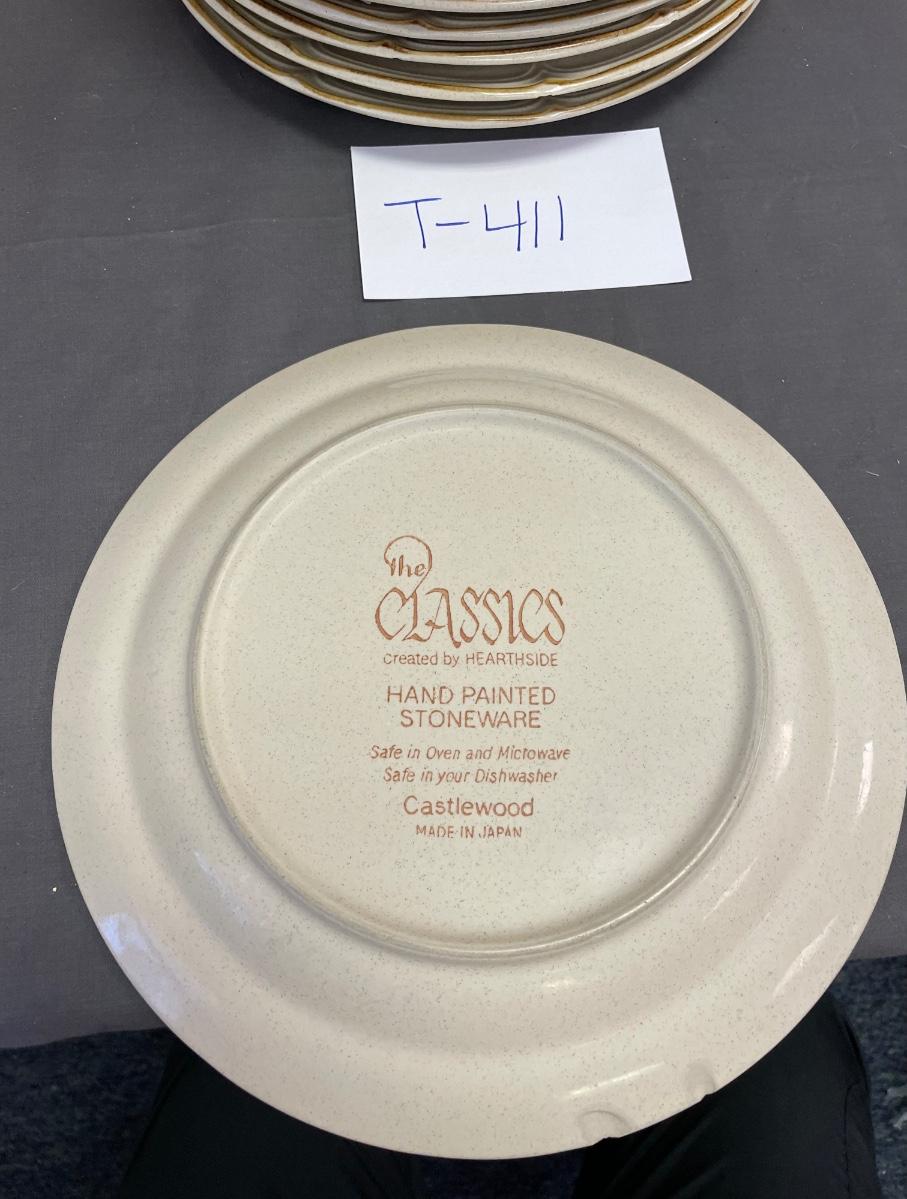 T-411
The
CLASSICS
created by HEARTHSIDE
HAND PAINTED
STONEWARE
Safe in Oven and Microwave
Safe in your Dishwasher
Castlewood
MADE IN JAPAN